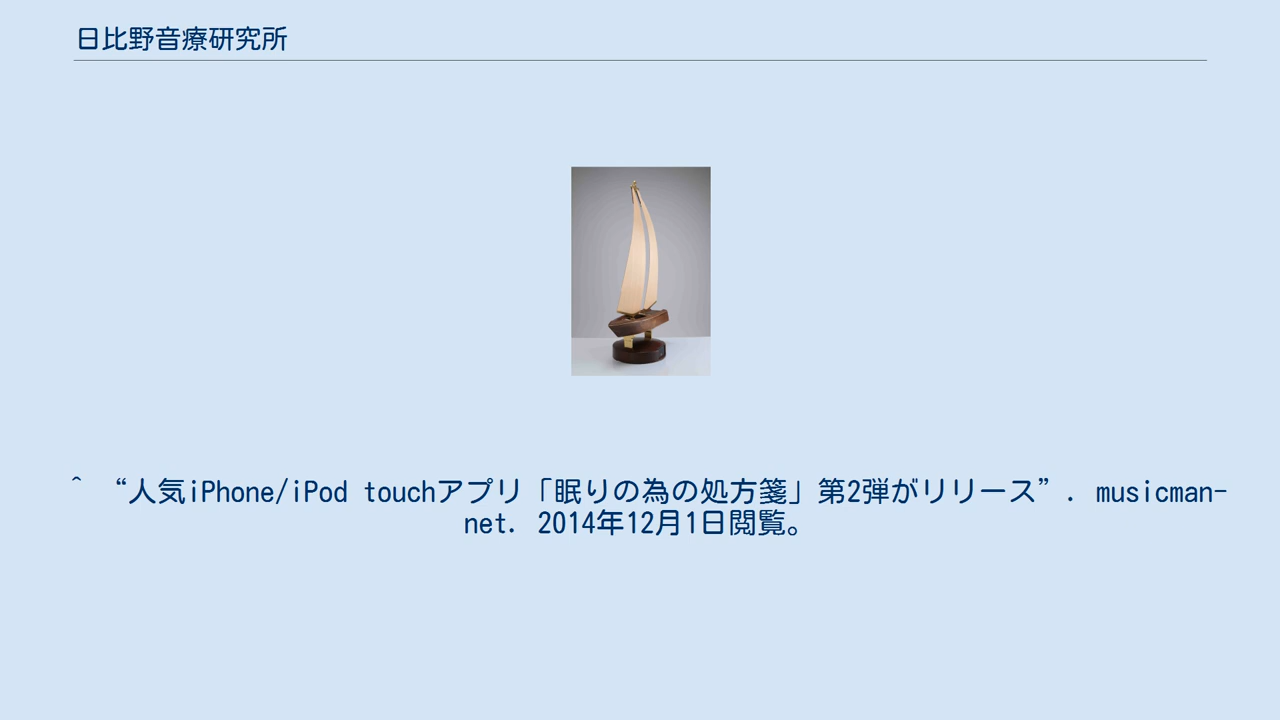 日比野音療研究所
^ “人気iPhone/iPod touchアプリ「眠りの為の処方箋」第2弾がリリース”. musicman-
net. 2014年12月1日閲覧。